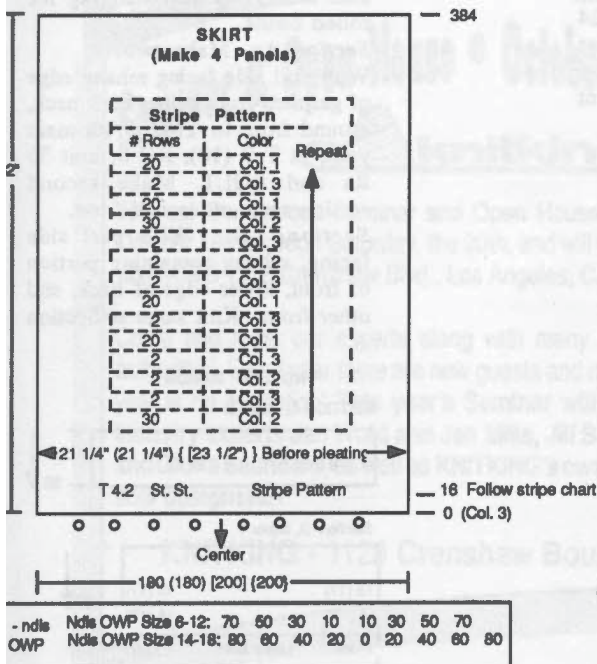 384
SKIRT
(Make 4 Panels)
Stripe Pattern
# Rows Color
Repeat
20 Col. 1
2 Col. 3
20 Col. 1
30 Col. 2
2 Col. 3
2 Col. 2
2 Col. 3
20 Col. 1
2 Col. 3
20 Col. 1
2 Col. 3
2 Col. 2
2 Col. 3
30 Col. 2
21 1/4" (21 1/4") { [23 1/2") } Before pleating
T 4.2 St. St. Stripe Pattern
16 Follow stripe chart
0 (Col. 3)
Center
180 (180) [200] {200}
- ndls Ndls OWP Size 6-12: 70 50 30 10 10 30 50 70
OWP Ndls OWP Size 14-18: 80 60 40 20 0 20 40 60 80